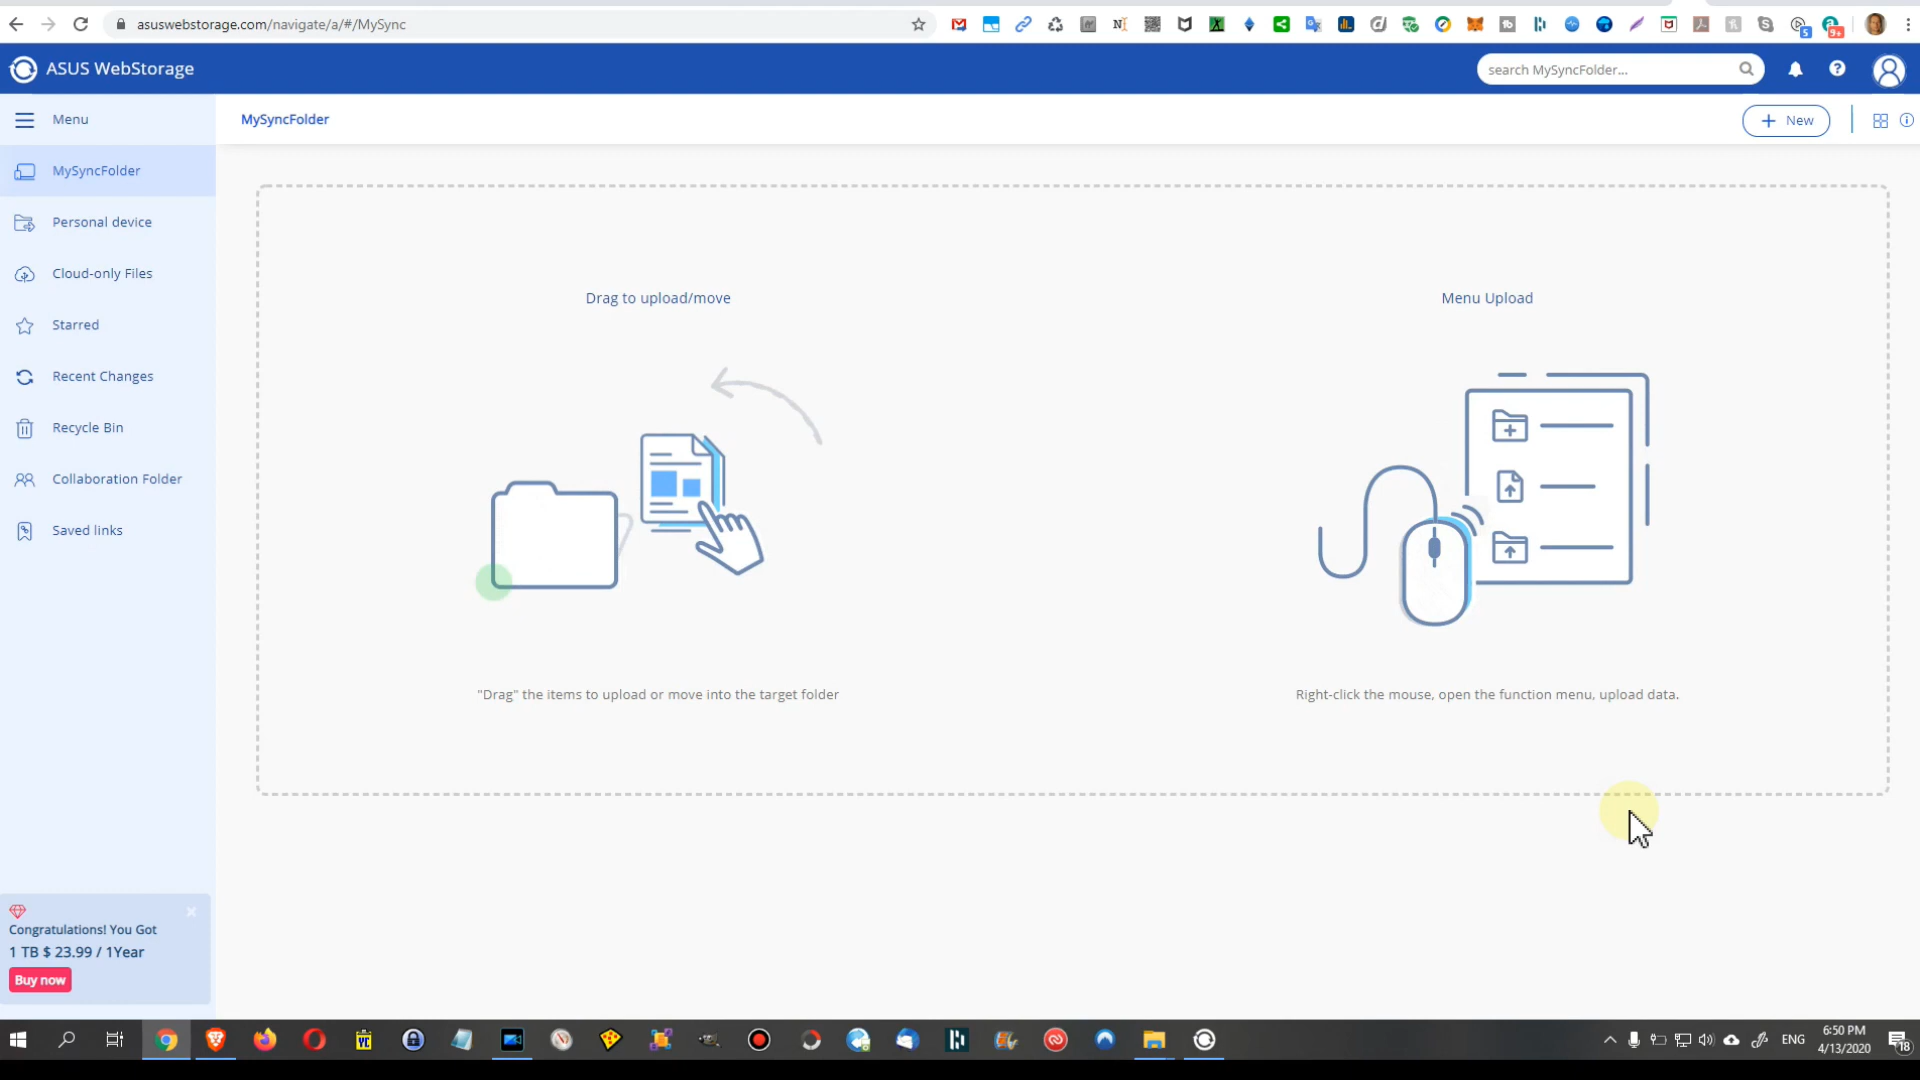 asuswebstorage.com/navigate/a/#/MySync
5
9+
ASUS WebStorage
search MySyncFolder...
Menu
MySyncFolder
New
MySyncFolder
Personal device
Cloud-only Files
Starred
Recent Changes
Recycle Bin
Collaboration Folder
Saved links
Drag to upload/move
Menu Upload
"Drag" the items to upload or move into the target folder
Right-click the mouse, open the function menu, upload data.
Congratulations! You Got
1 TB $ 23.99 / 1Year
Buy now
ENG
6:50 PM
4/13/2020
18